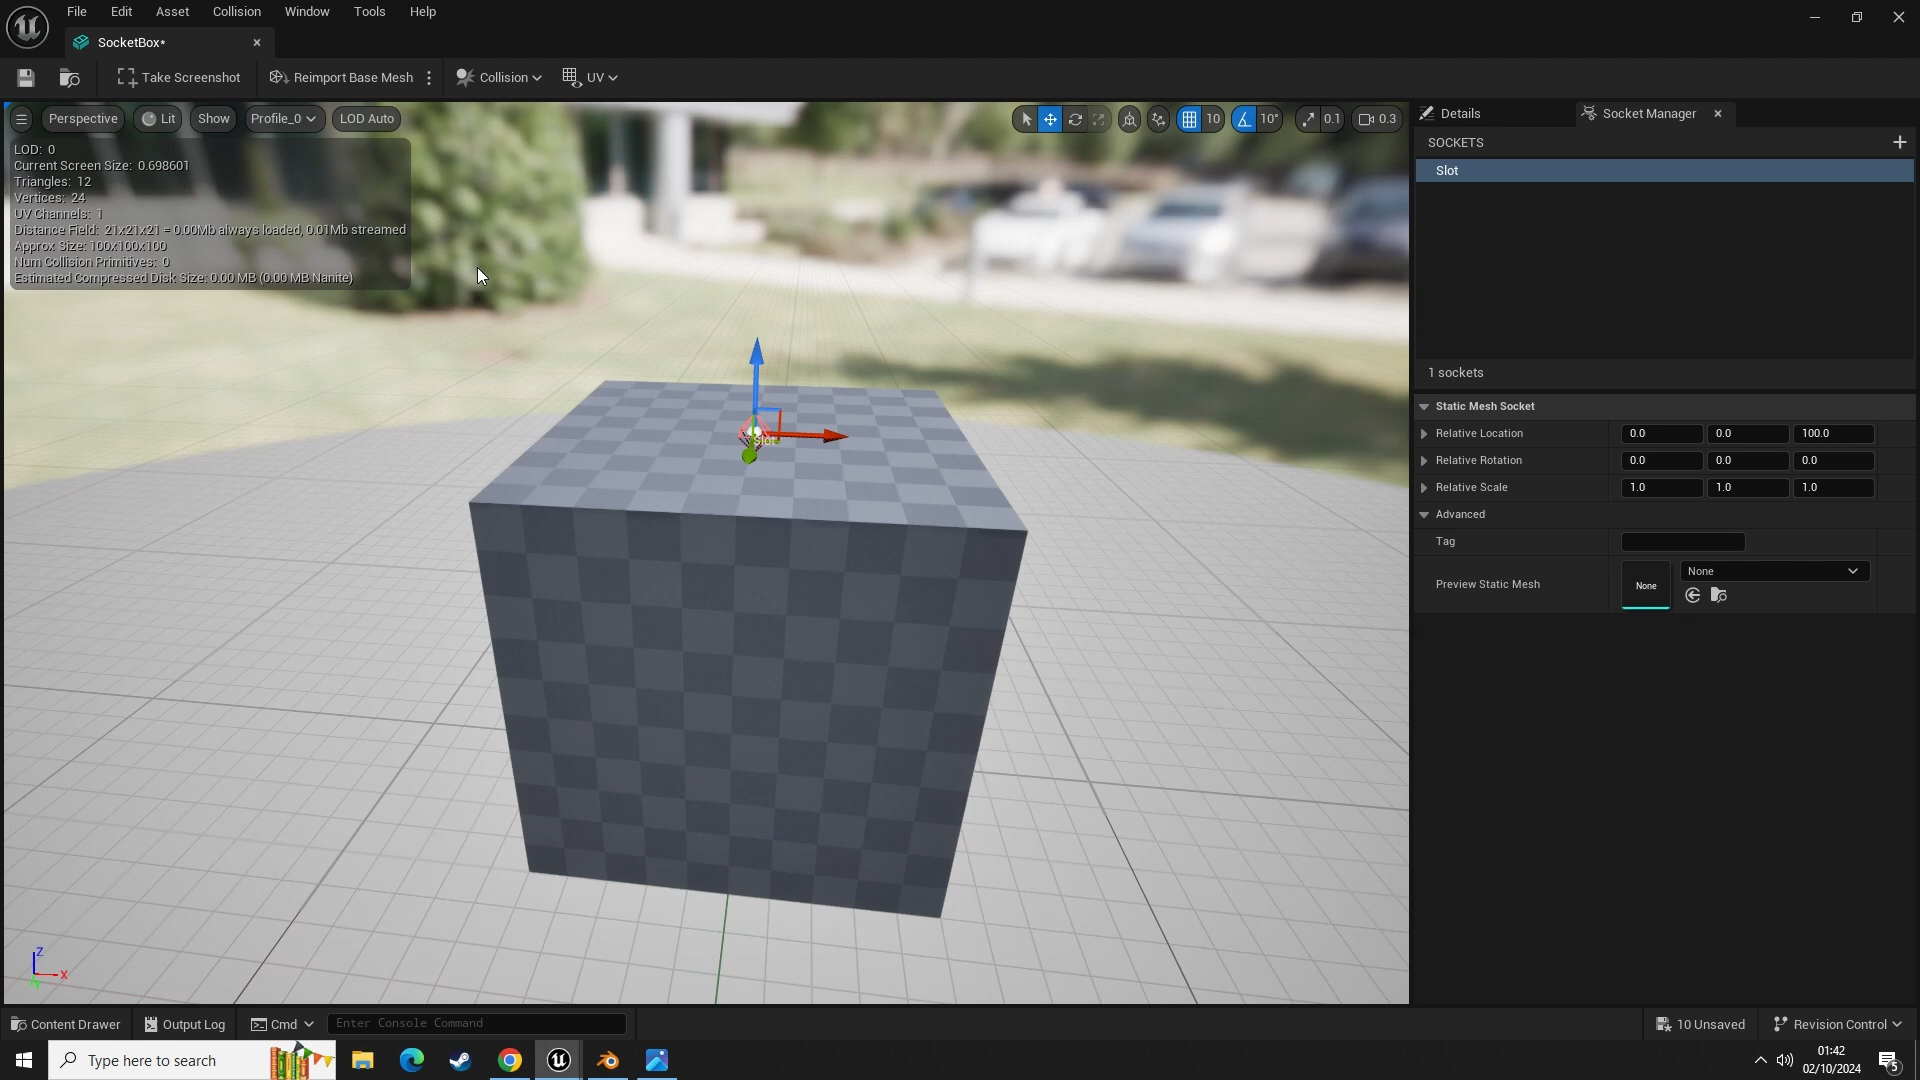 File Edit Asset Collision Window Tools Help
SocketBox*
Take Screenshot Reimport Base Mesh Collision UV
Perspective Lit Show Profile_0 LOD Auto 10 10° 0.1 0.3
LOD: 0
Current Screen Size: 0.698601
Triangles: 12
Vertices: 24
UV Channels: 1
Distance Field: 21x21x21 = 0.00Mb always loaded, 0.01Mb streamed
Approx Size: 100x100x100
Num Collision Primitives: 0
Estimated Compressed Disk Size: 0.00 MB (0.00 MB Nanite)
Slot
Z
X
Y
Details Socket Manager
SOCKETS
Slot
1 sockets
Static Mesh Socket
Relative Location 0.0 0.0 100.0
Relative Rotation 0.0 0.0 0.0
Relative Scale 1.0 1.0 1.0
Advanced
Tag
Preview Static Mesh None None
Content Drawer Output Log Cmd Enter Console Command 10 Unsaved Revision Control
Type here to search
01:42
02/10/2024
5